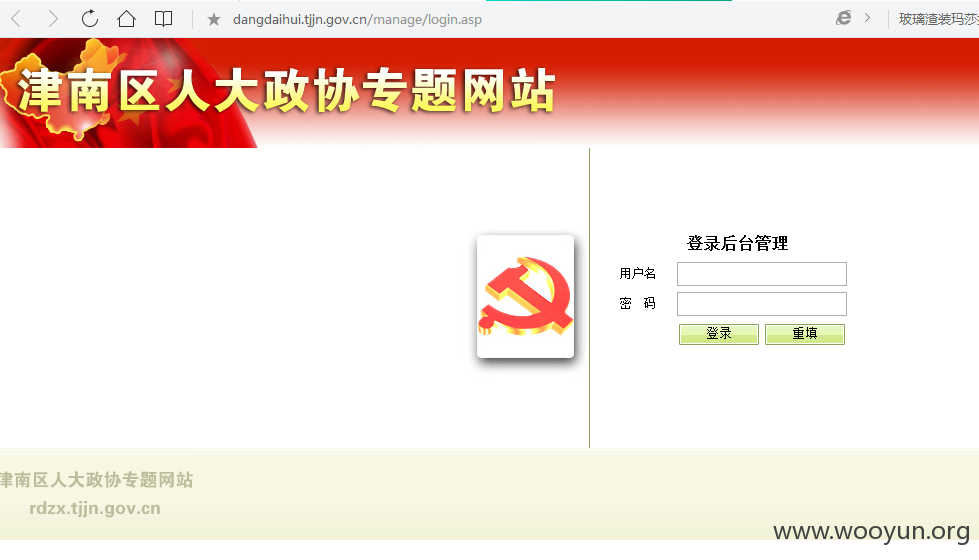 dangdaihui.tjjn.gov.cn/manage/login.asp
玻璃渣装玛莎
津南区人大政协专题网站
登录后台管理
用户名
密 码
登录 重填
津南区人大政协专题网站
rdzx.tjjn.gov.cn
www.wooyun.org